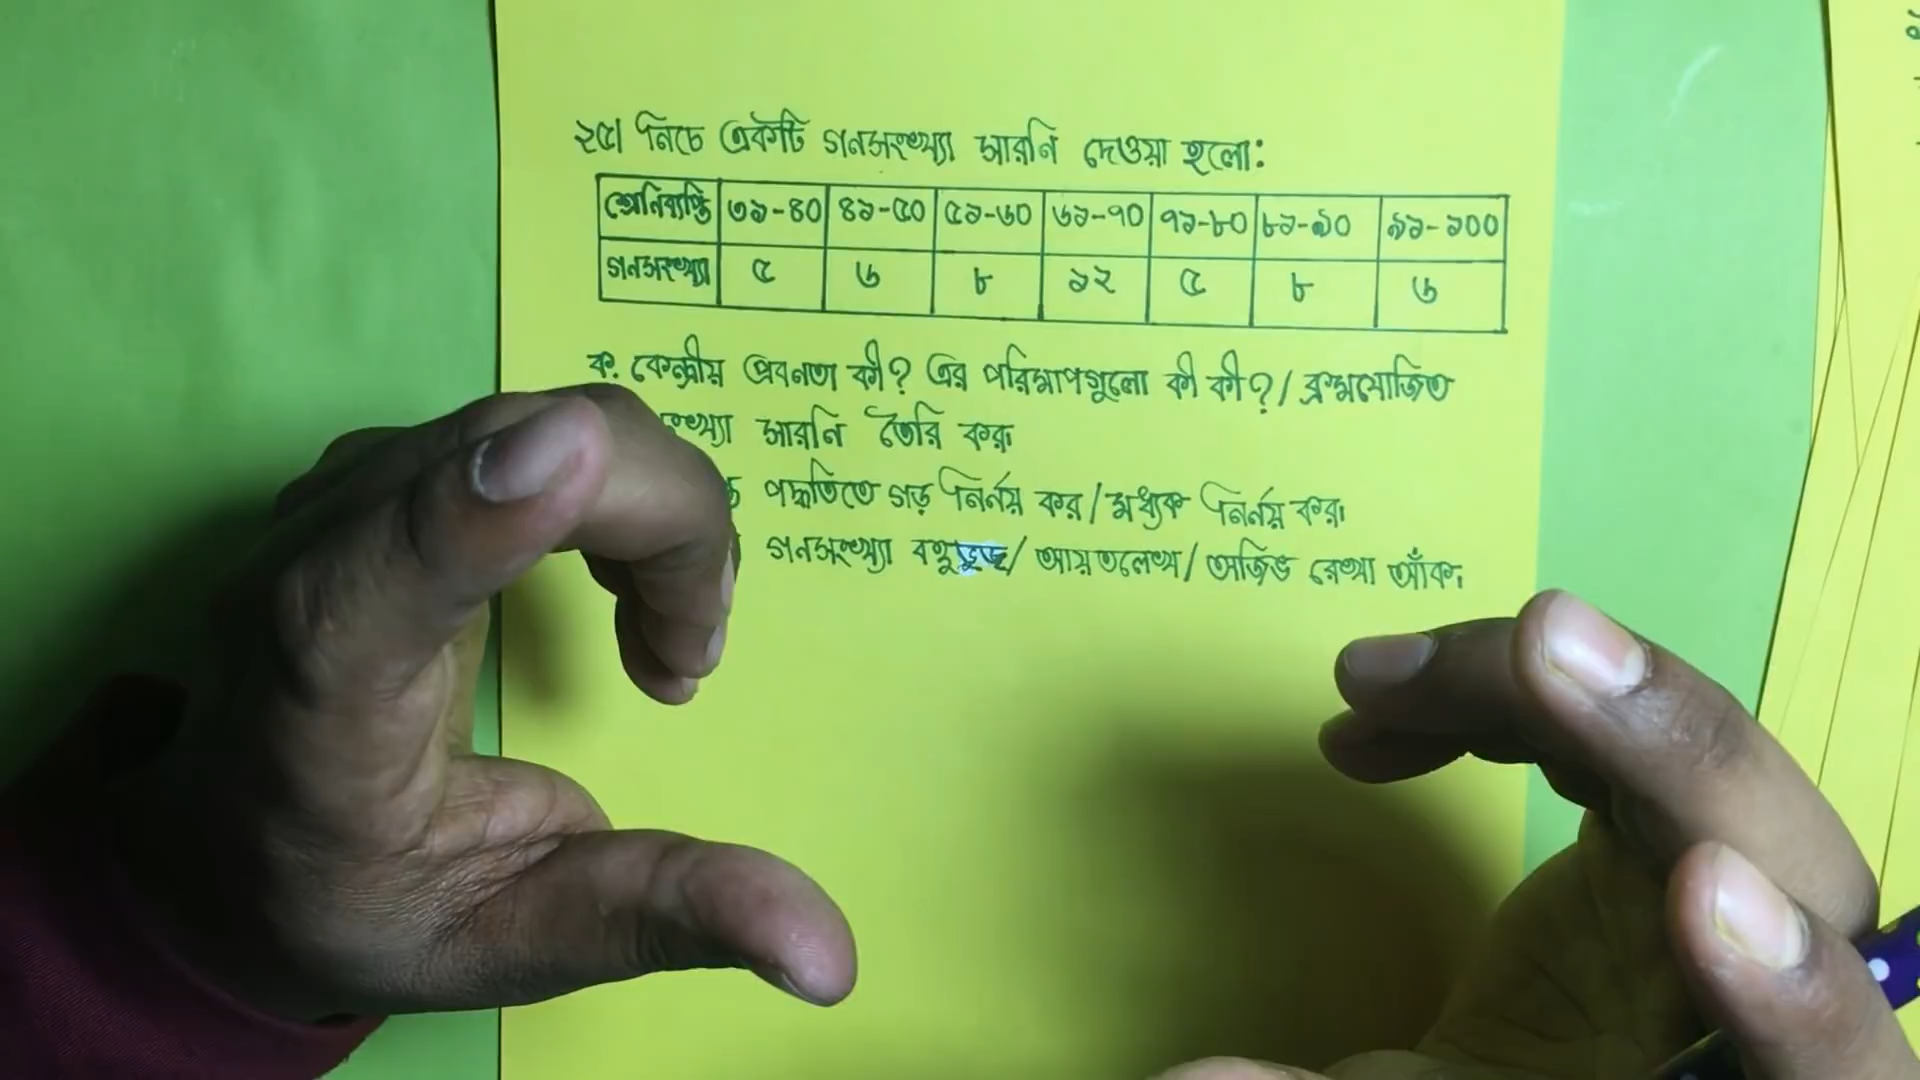 ২৫। নিচে একটি গনসংখ্যা সারনি দেওয়া হলো:
শ্রেনিব্যাপ্তি ৩১-৪০ ৪১-৫০ ৫১-৬০ ৬১-৭০ ৭১-৮০ ৮১-৯০ ৯১-১০০
গনসংখ্যা ৫ ৬ ৮ ১২ ৫ ৮ ৬
ক. কেন্দ্রীয় প্রবনতা কী? এর পরিমাপগুলো কী কী?/ ক্রমযোজিত
সারনি তৈরি কর।
পদ্ধতিতে গড় নির্নয় কর/মধ্যক নির্নয় কর।
গনসংখ্যা বহুভুজ/ আয়তলেখ/ অজিভ রেখা আঁক।